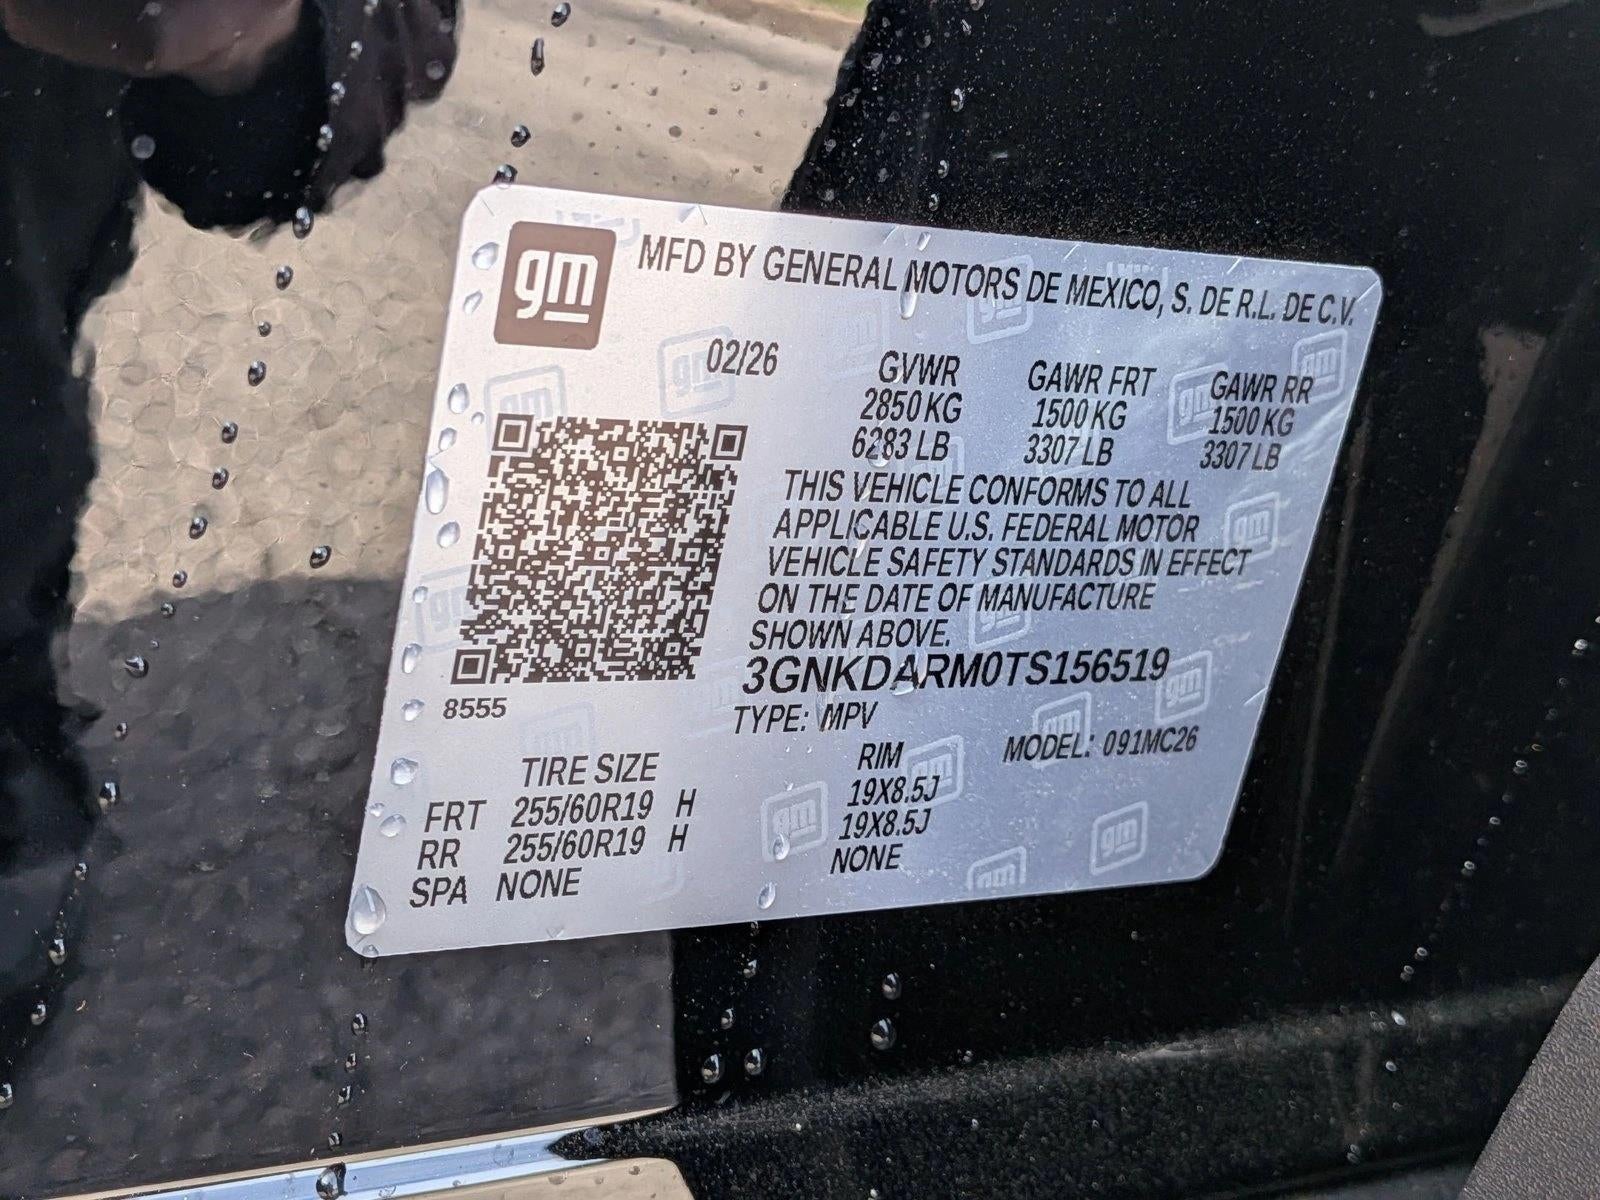 gm MFD BY GENERAL MOTORS DE MEXICO, S. DE R.L. DE C.V.
02/26 GVWR GAWR FRT GAWR RR
2850 KG 1500 KG 1500 KG
6283 LB 3307 LB 3307 LB
THIS VEHICLE CONFORMS TO ALL
APPLICABLE U.S. FEDERAL MOTOR
VEHICLE SAFETY STANDARDS IN EFFECT
ON THE DATE OF MANUFACTURE
SHOWN ABOVE.
3GNKDARM0TS156519
8555 TYPE: MPV MODEL: 091MC26
TIRE SIZE RIM
FRT 255/60R19 H 19X8.5J
RR 255/60R19 H 19X8.5J
SPA NONE NONE